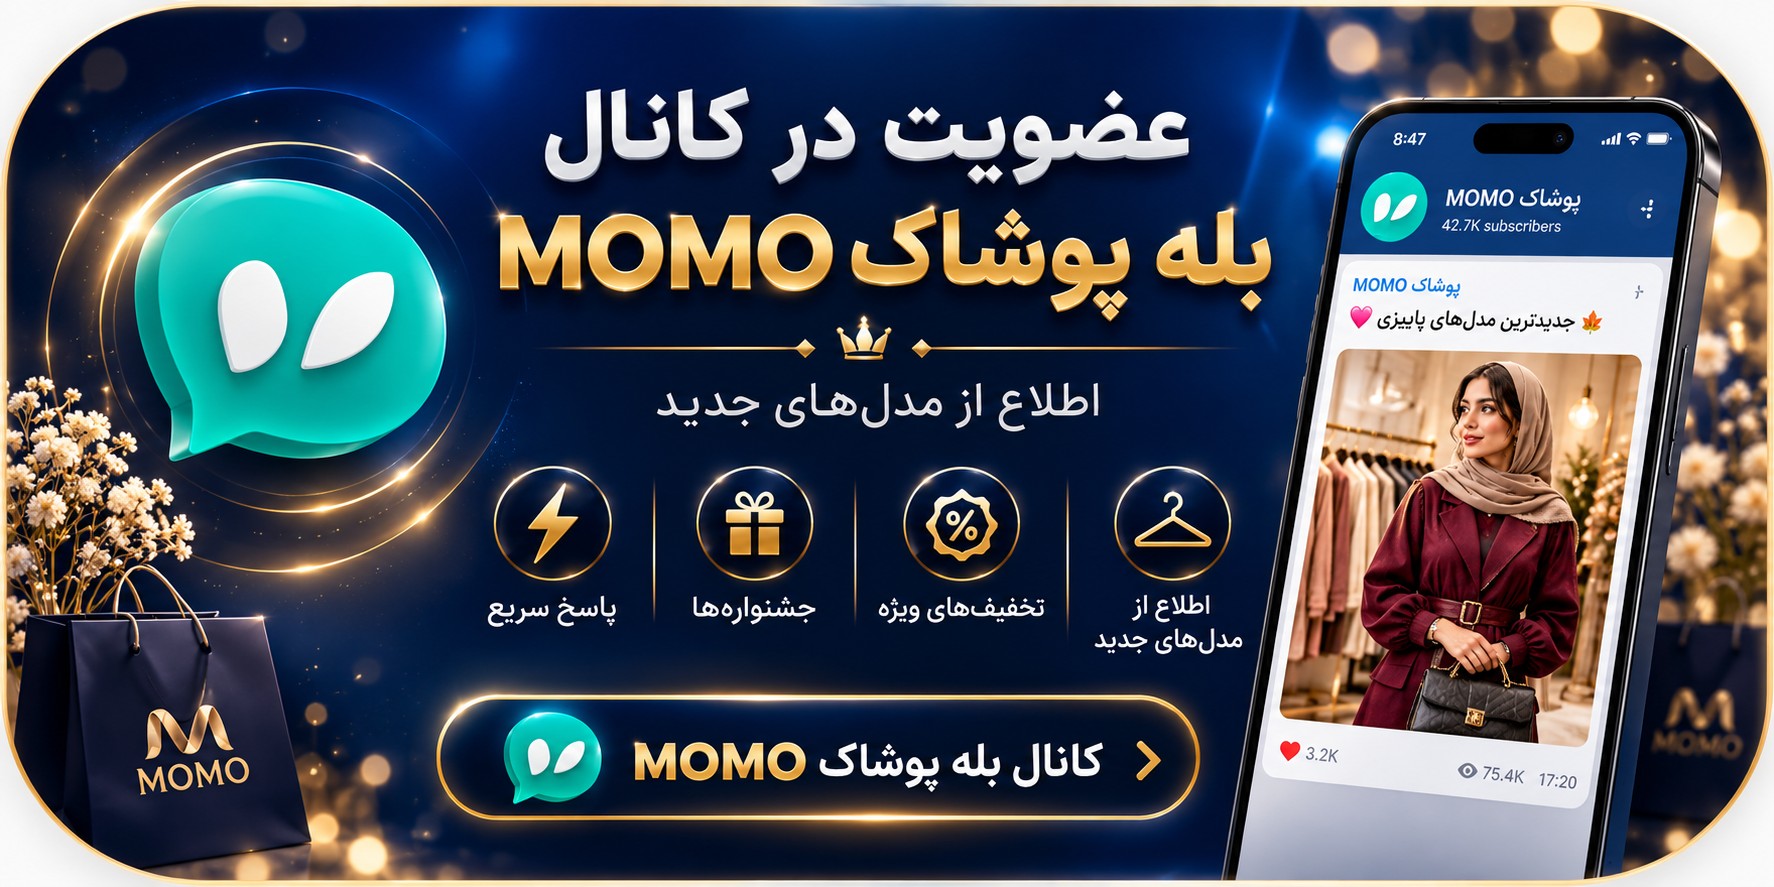 عضویت در کانال
بله پوشاک MOMO
اطلاع از مدل‌های جدید
اطلاع از
مدل‌های جدید
تخفیف‌های ویژه
جشنواره‌ها
پاسخ سریع
کانال بله پوشاک MOMO
MOMO
8:47
پوشاک MOMO
42.7K subscribers
پوشاک MOMO
🍁 جدیدترین مدل‌های پاییزی 💗
3.2K
75.4K 17:20
MOMO